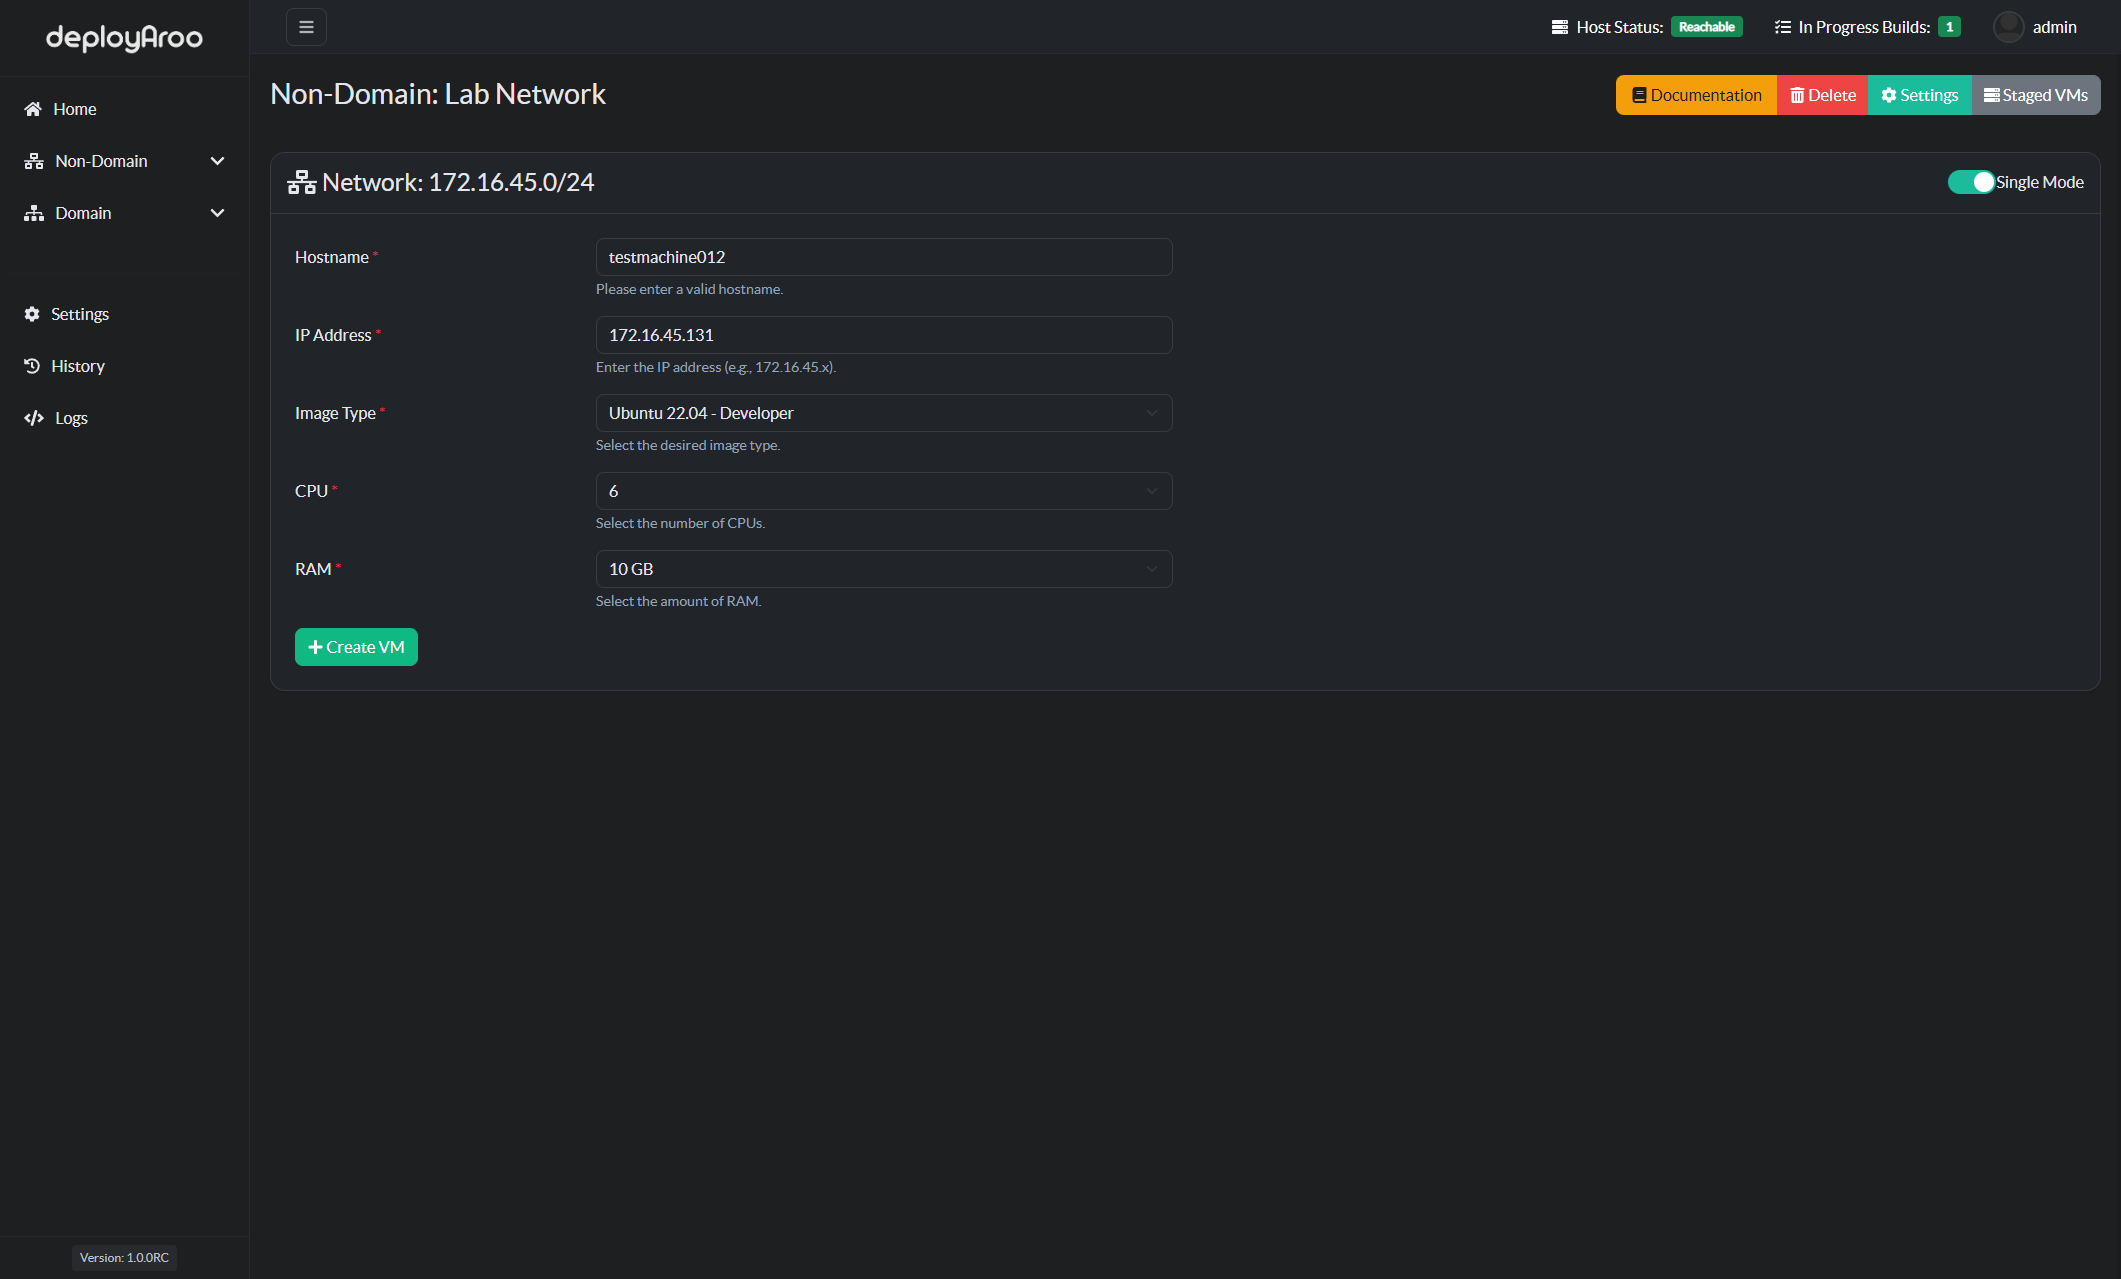 deployAroo
Host Status: Reachable
In Progress Builds: 1
admin
Home
Non-Domain
Domain
Settings
History
Logs
Version: 1.0.0RC
Non-Domain: Lab Network
Documentation
Delete
Settings
Staged VMs
Network: 172.16.45.0/24
Single Mode
Hostname *
testmachine012
Please enter a valid hostname.
IP Address *
172.16.45.131
Enter the IP address (e.g., 172.16.45.x).
Image Type *
Ubuntu 22.04 - Developer
Select the desired image type.
CPU *
6
Select the number of CPUs.
RAM *
10 GB
Select the amount of RAM.
Create VM